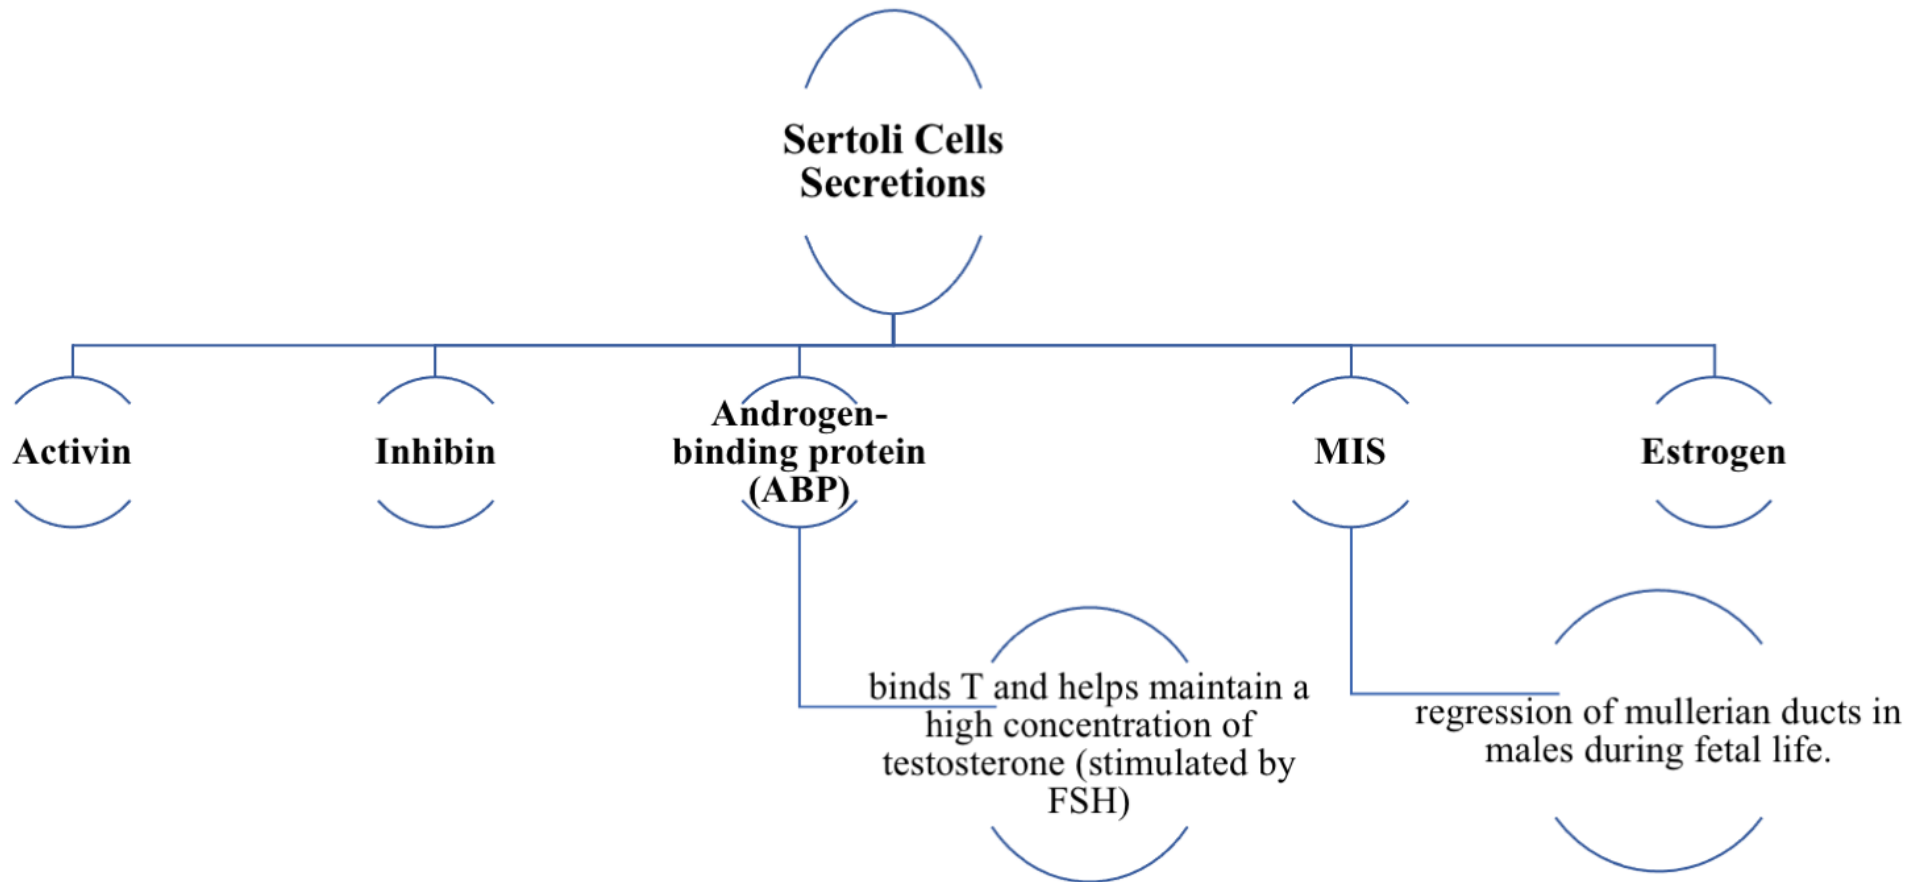 Sertoli Cells
Secretions
Activin
Inhibin
Androgen-
binding protein
(ABP)
MIS
Estrogen
binds T and helps maintain a
high concentration of
testosterone (stimulated by
FSH)
regression of mullerian ducts in
males during fetal life.